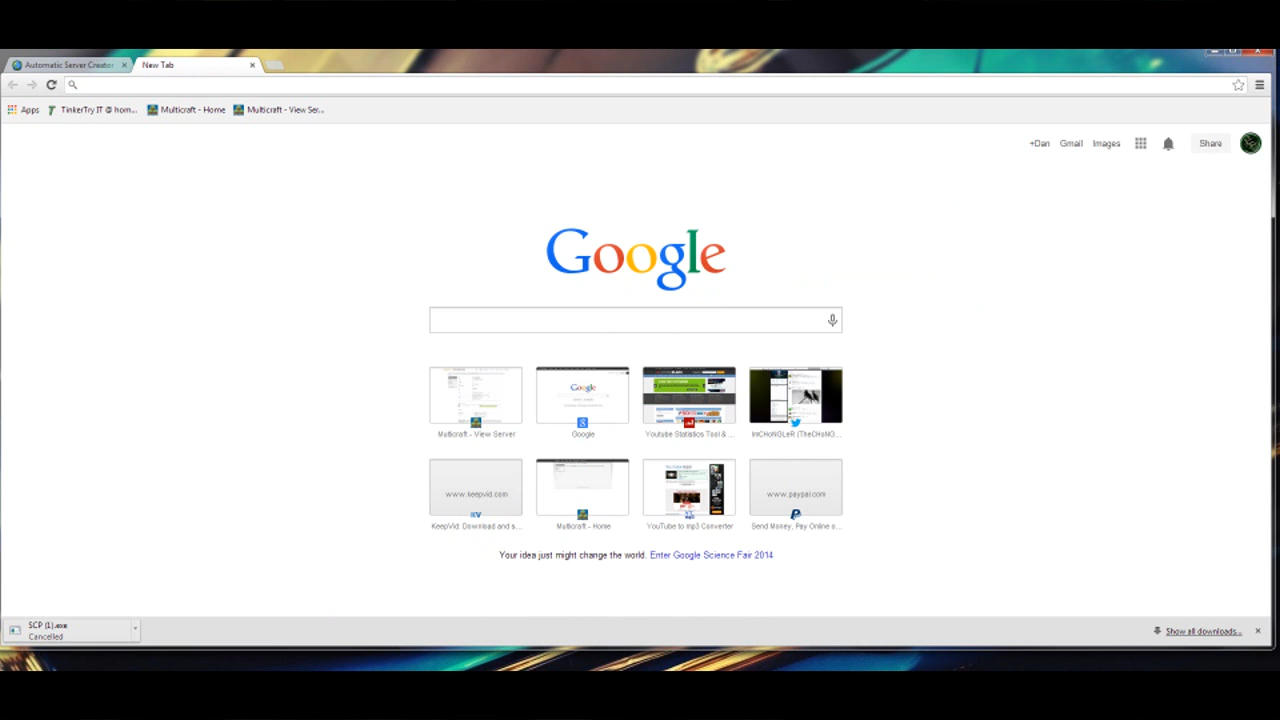 Automatic Server Creator
New Tab
Apps
TinkerTry IT @ hom...
Multicraft - Home
Multicraft - View Ser...
+Dan
Gmail
Images
Share
Google
Multicraft - View Server
Google
Youtube Statistics Tool & ...
ImCHoNGLeR (TheCHoNG...
www.keepvid.com
www.paypal.com
KeepVid: Download and s...
Multicraft - Home
YouTube to mp3 Converter
Send Money, Pay Online o...
Your idea just might change the world. Enter Google Science Fair 2014
SCP (1).exe
Cancelled
Show all downloads...